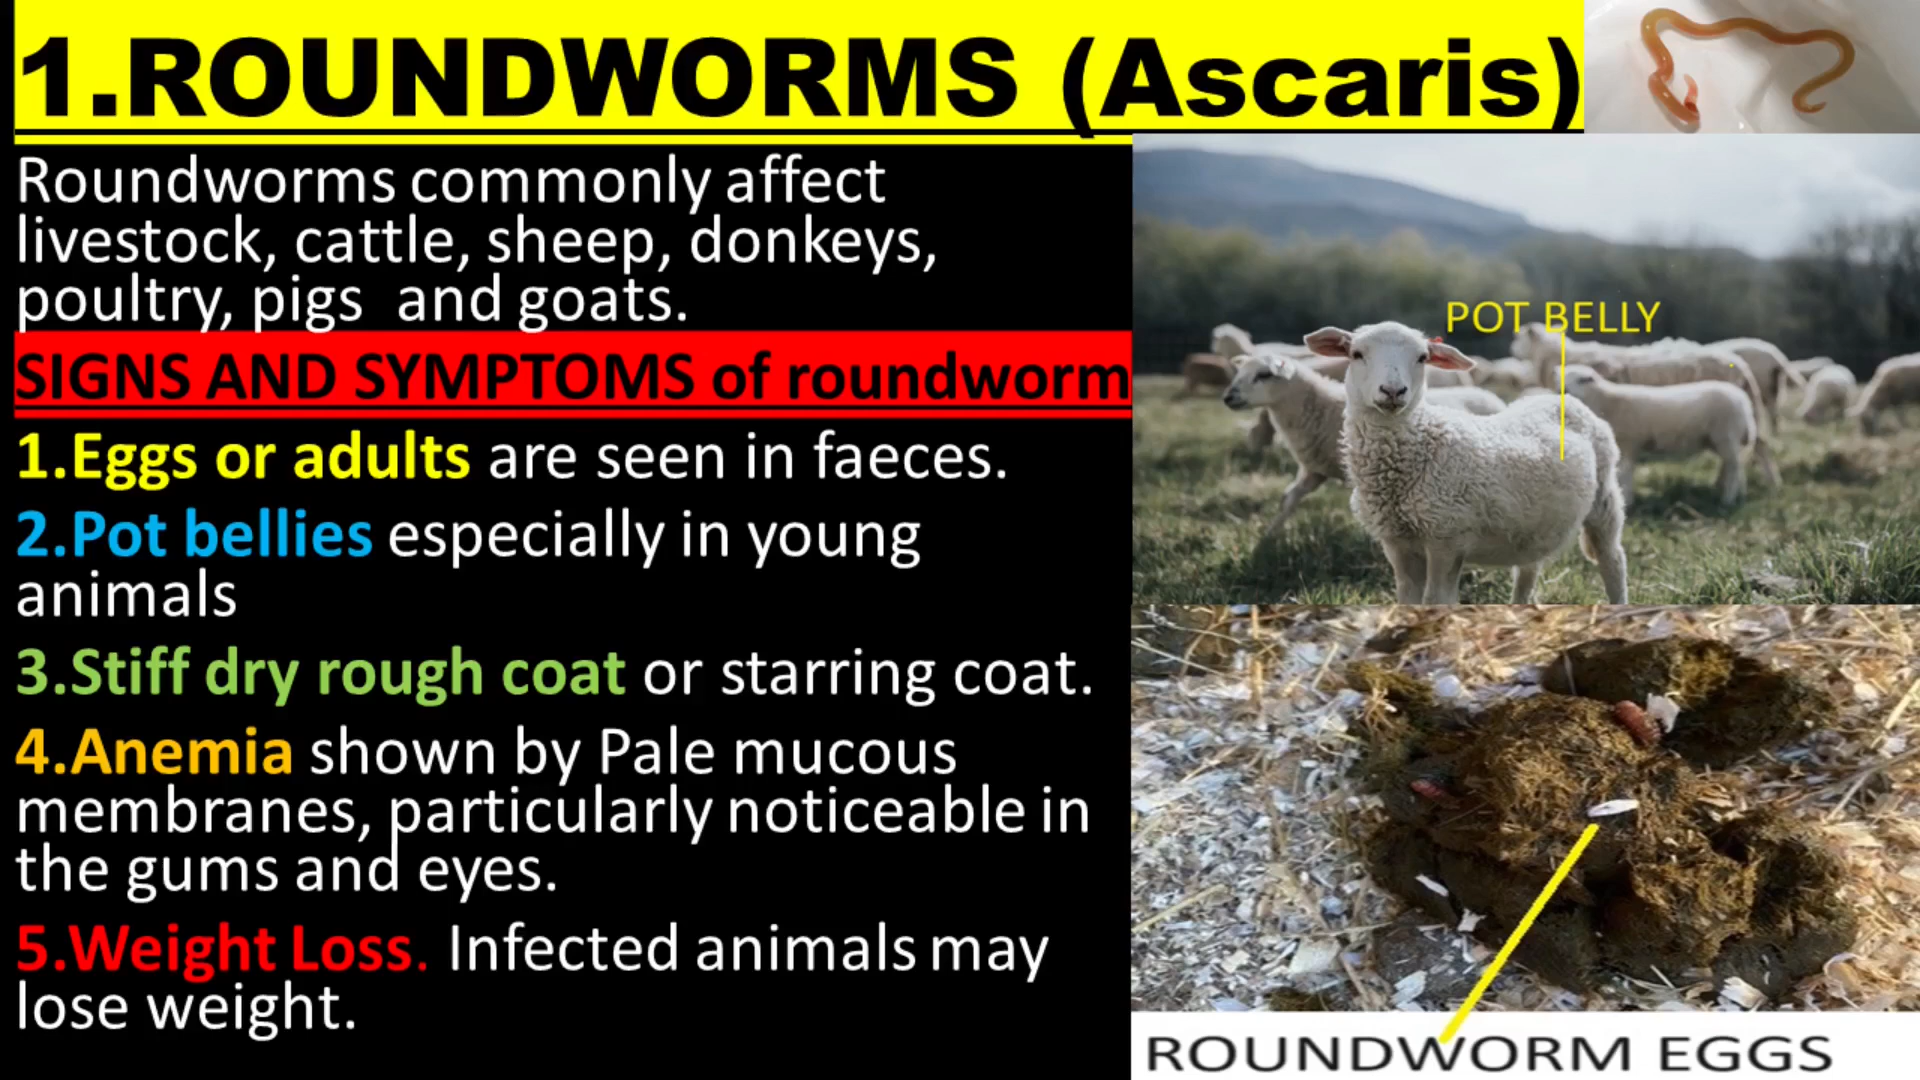 1.ROUNDWORMS (Ascaris)
Roundworms commonly affect
livestock, cattle, sheep, donkeys,
poultry, pigs  and goats.
SIGNS AND SYMPTOMS of roundworm
1.Eggs or adults are seen in faeces.
2.Pot bellies especially in young
animals
3.Stiff dry rough coat or starring coat.
4.Anemia shown by Pale mucous
membranes, particularly noticeable in
the gums and eyes.
5.Weight Loss. Infected animals may
lose weight.
POT BELLY
ROUNDWORM EGGS